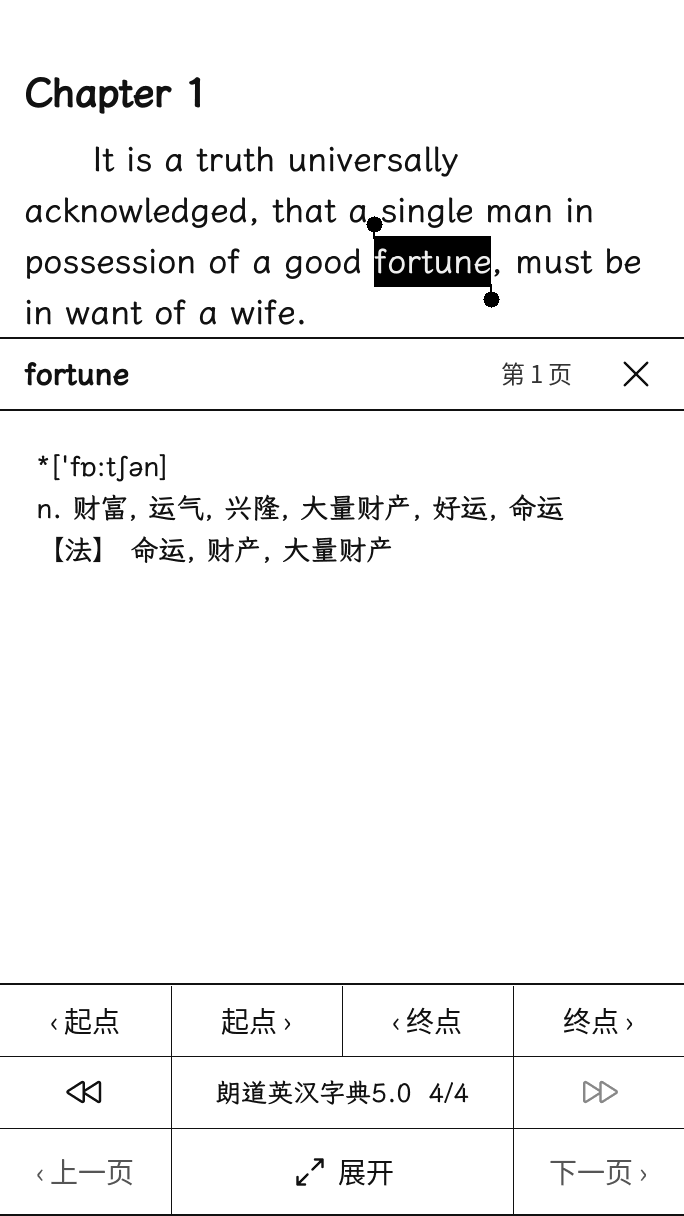 Chapter 1
It is a truth universally
acknowledged, that a single man in
possession of a good fortune, must be
in want of a wife.
fortune 第1页
*['fɒ:tʃən]
n. 财富, 运气, 兴隆, 大量财产, 好运, 命运
【法】 命运, 财产, 大量财产
‹ 起点 起点 › ‹ 终点 终点 ›
朗道英汉字典5.0 4/4
‹ 上一页 展开 下一页 ›